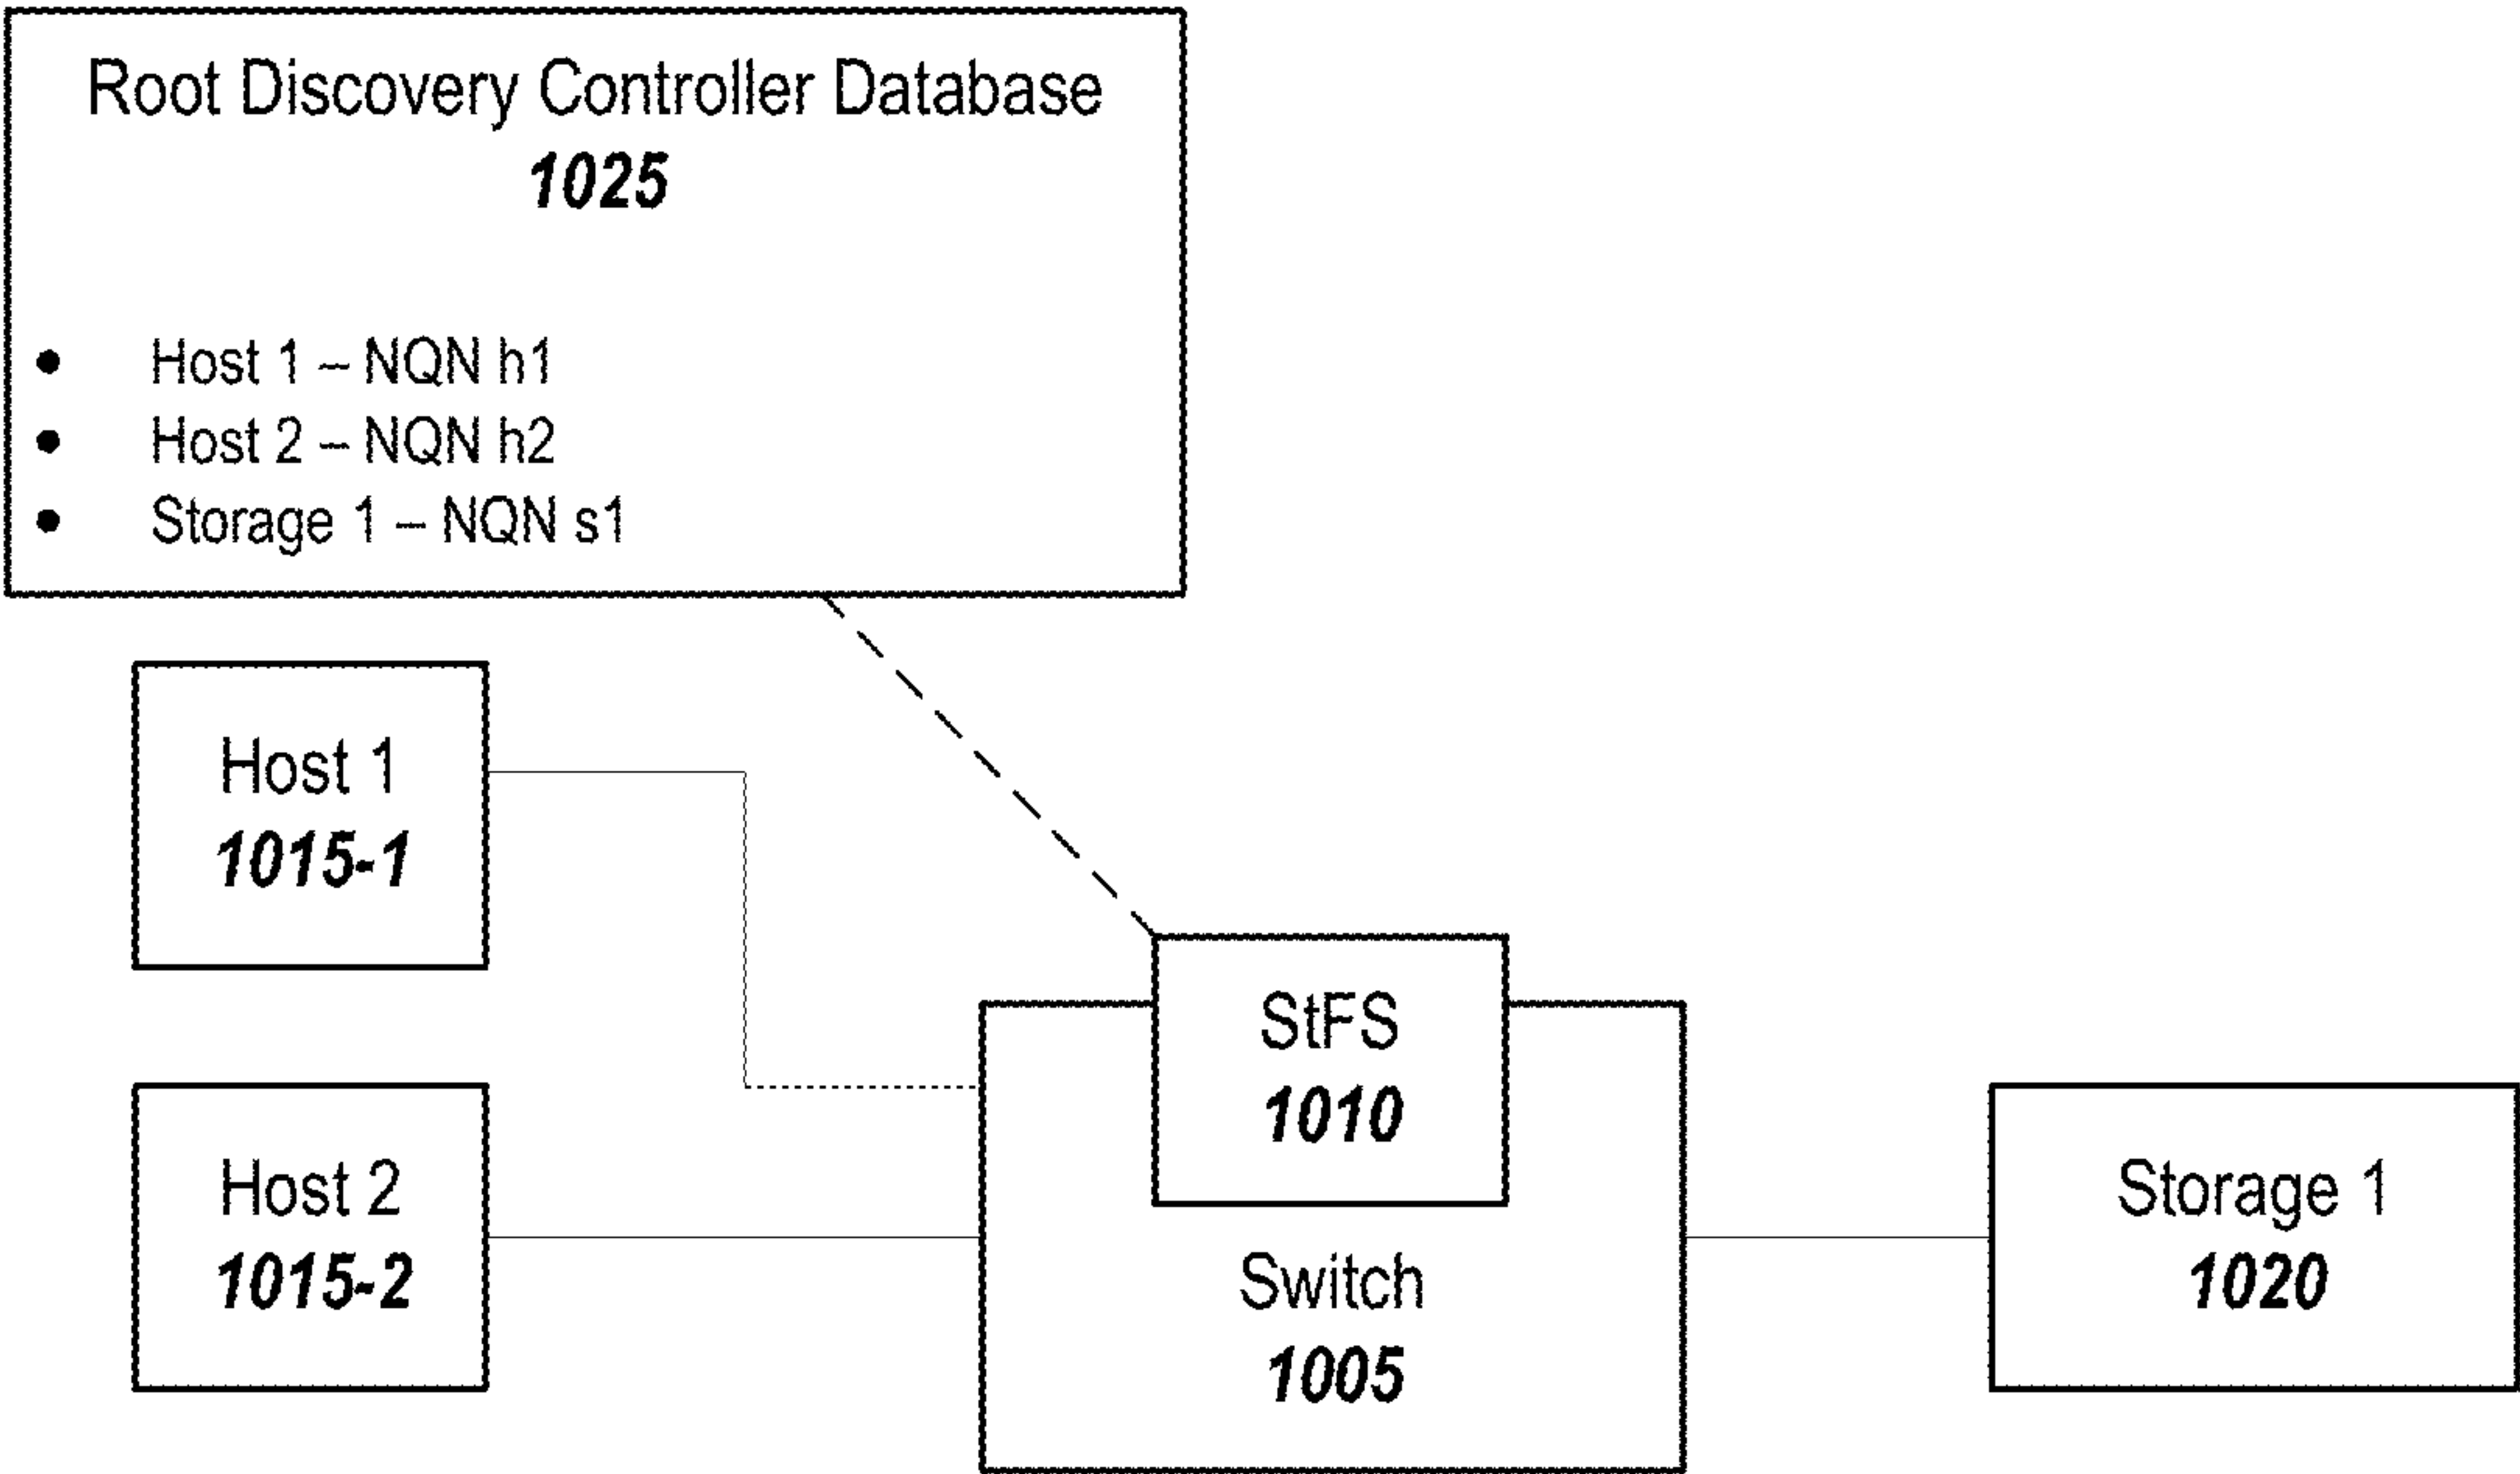 Root Discovery Controller Database
1025
• Host 1 – NQN h1
• Host 2 – NQN h2
• Storage 1 – NQN s1
Host 1
1015-1
StFS
1010
Host 2
1015-2
Switch
1005
Storage 1
1020